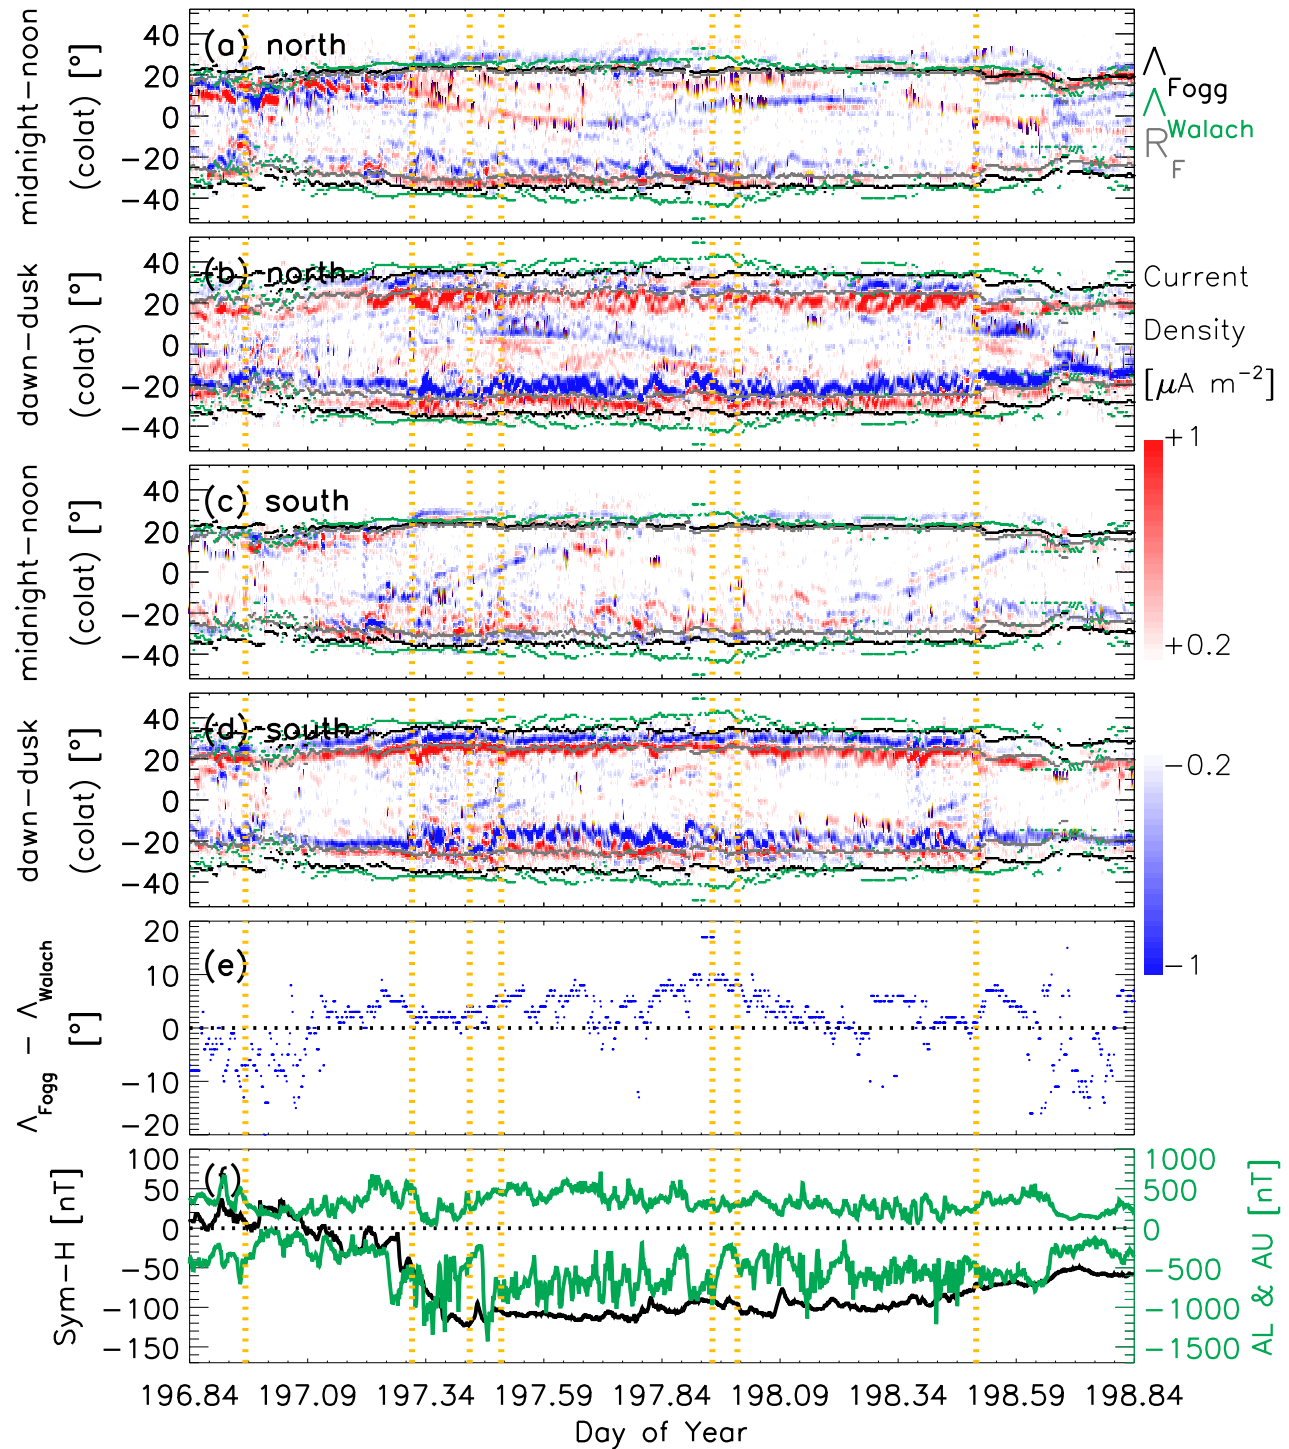 (a) north
midnight-noon
(colat) [°]
40
20
0
-20
-40
Λ Fogg
Λ Walach
R F
(b) north
dawn-dusk
(colat) [°]
40
20
0
-20
-40
Current
Density
[μA m⁻²]
+1
+0.2
-0.2
-1
(c) south
midnight-noon
(colat) [°]
40
20
0
-20
-40
(d) south
dawn-dusk
(colat) [°]
40
20
0
-20
-40
(e)
Λ Fogg - Λ Walach
[°]
20
10
0
-10
-20
(f)
Sym-H [nT]
100
50
0
-50
-100
-150
1000
500
0
-500
-1000
-1500
AL & AU [nT]
196.84 197.09 197.34 197.59 197.84 198.09 198.34 198.59 198.84
Day of Year